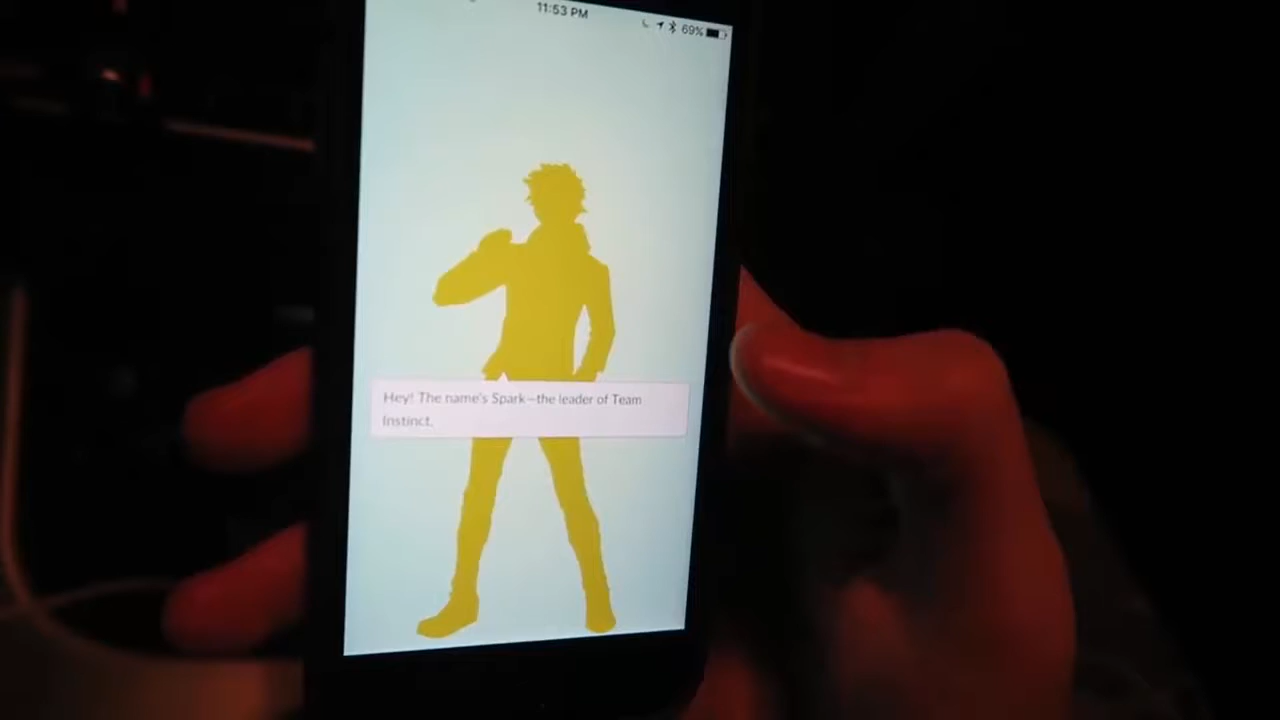 11:53 PM
69%
Hey! The name's Spark—the leader of Team
Instinct.